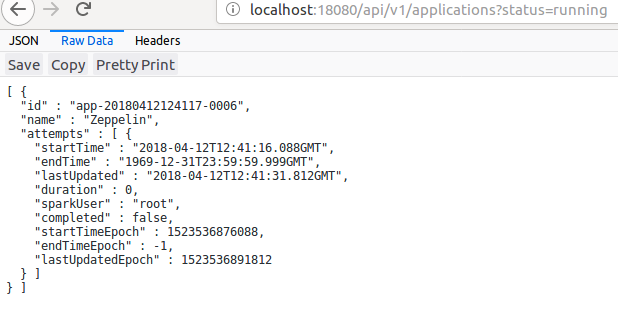 localhost:18080/api/v1/applications?status=running
JSON Raw Data Headers
Save Copy Pretty Print
[ {
  "id" : "app-20180412124117-0006",
  "name" : "Zeppelin",
  "attempts" : [ {
    "startTime" : "2018-04-12T12:41:16.088GMT",
    "endTime" : "1969-12-31T23:59:59.999GMT",
    "lastUpdated" : "2018-04-12T12:41:31.812GMT",
    "duration" : 0,
    "sparkUser" : "root",
    "completed" : false,
    "startTimeEpoch" : 1523536876088,
    "endTimeEpoch" : -1,
    "lastUpdatedEpoch" : 1523536891812
  } ]
} ]